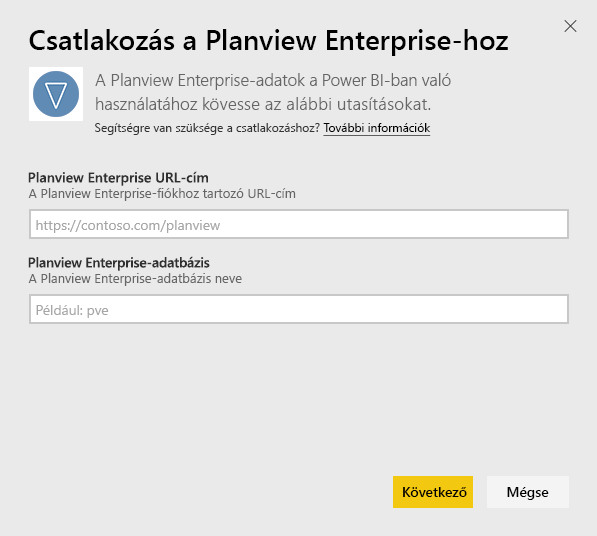 Csatlakozás a Planview Enterprise-hoz
A Planview Enterprise-adatok a Power BI-ban való
használatához kövesse az alábbi utasításokat.
Segítségre van szüksége a csatlakozáshoz? További információk
Planview Enterprise URL-cím
A Planview Enterprise-fiókhoz tartozó URL-cím
https://contoso.com/planview
Planview Enterprise-adatbázis
A Planview Enterprise-adatbázis neve
Például: pve
Következő Mégse